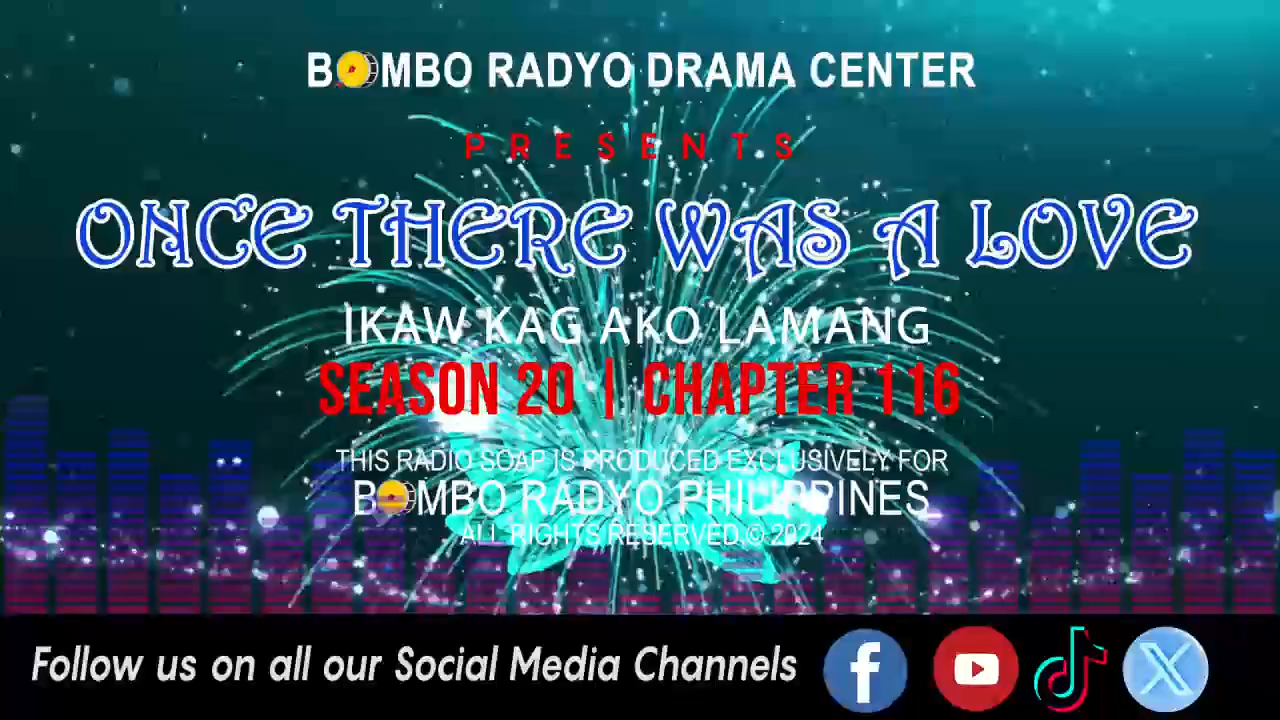 BOMBO RADYO DRAMA CENTER
PRESENTS
ONCE THERE WAS A LOVE
IKAW KAG AKO LAMANG
SEASON 20 | CHAPTER 116
THIS RADIO SOAP IS PRODUCED EXCLUSIVELY FOR
BOMBO RADYO PHILIPPINES
ALL RIGHTS RESERVED,© 2024
Follow us on all our Social Media Channels